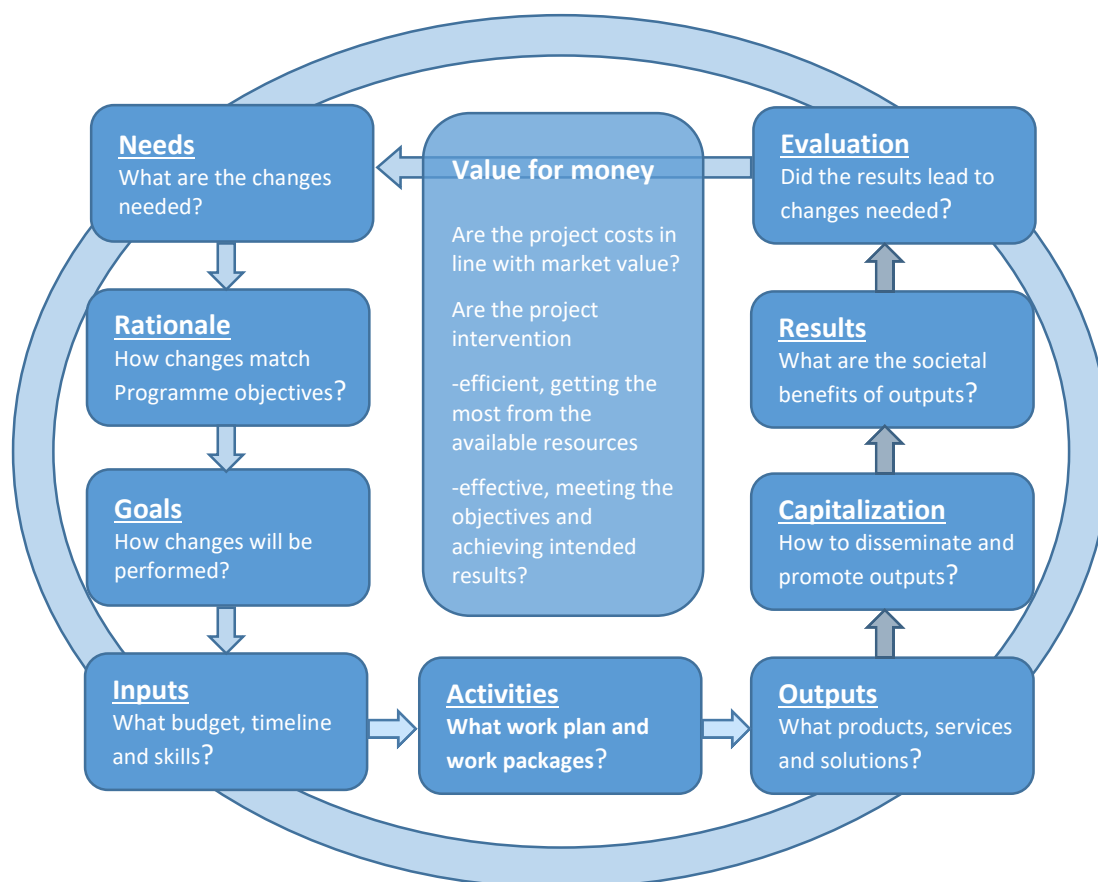 Needs
What are the changes
needed?
Rationale
How changes match
Programme objectives?
Goals
How changes will be
performed?
Inputs
What budget, timeline
and skills?
Activities
What work plan and
work packages?
Outputs
What products, services
and solutions?
Capitalization
How to disseminate and
promote outputs?
Results
What are the societal
benefits of outputs?
Evaluation
Did the results lead to
changes needed?
Value for money
Are the project costs in
line with market value?
Are the project
intervention
-efficient, getting the
most from the
available resources
-effective, meeting the
objectives and
achieving intended
results?